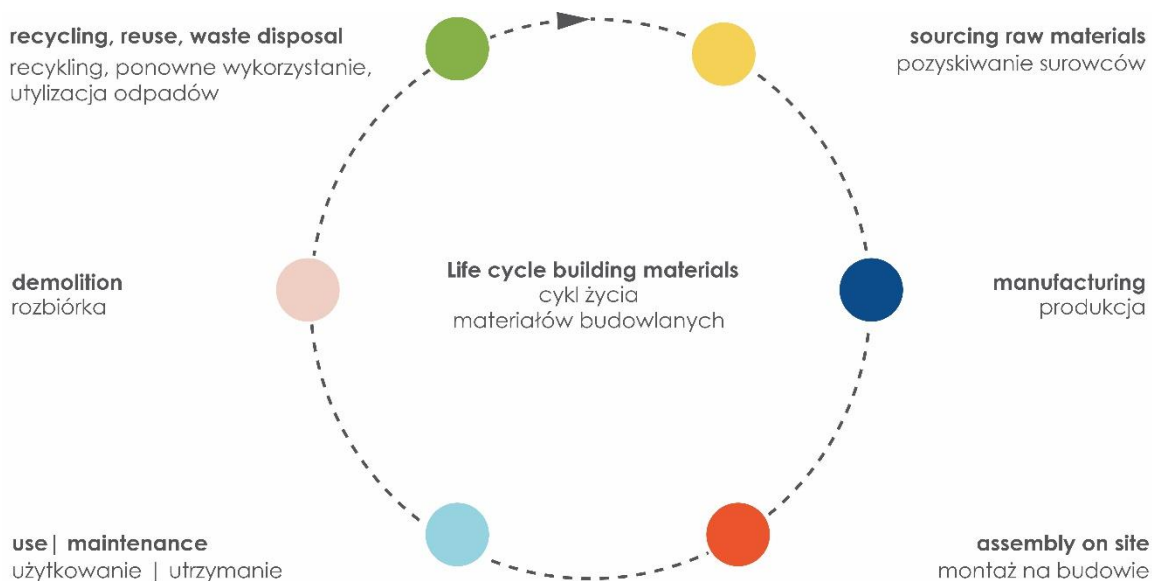 recycling, reuse, waste disposal
recykling, ponowne wykorzystanie,
utylizacja odpadów
sourcing raw materials
pozyskiwanie surowców
demolition
rozbiórka
Life cycle building materials
cykl życia
materiałów budowlanych
manufacturing
produkcja
use| maintenance
użytkowanie | utrzymanie
assembly on site
montaż na budowie